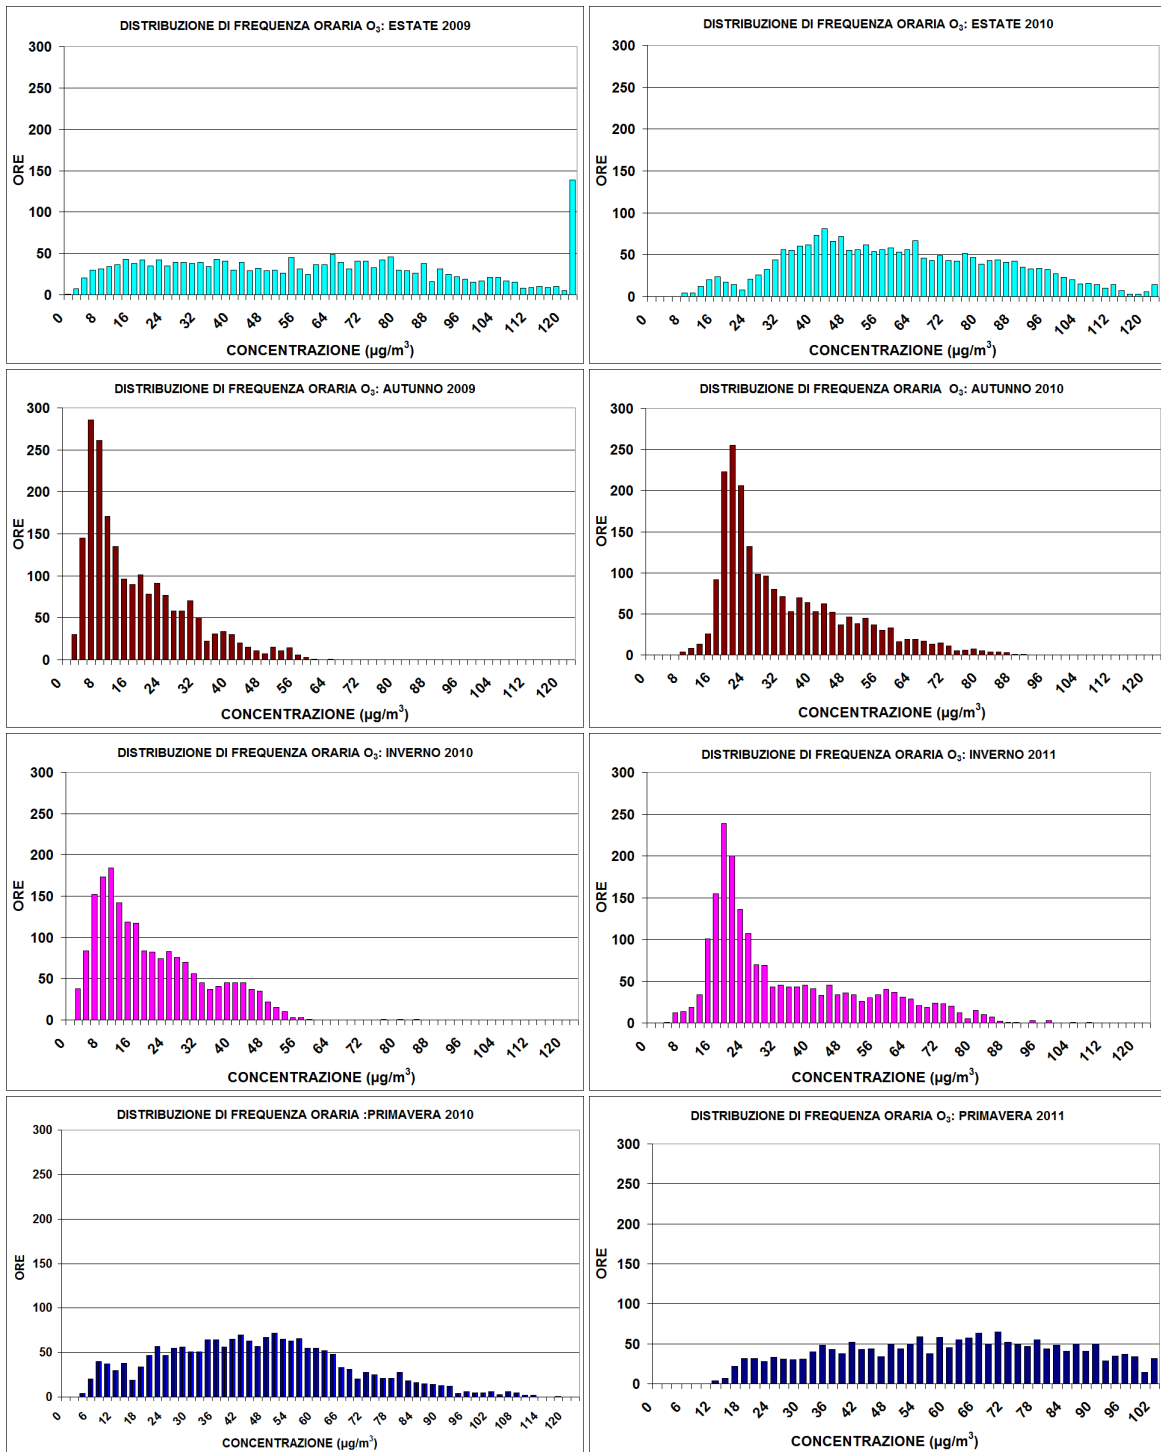 DISTRIBUZIONE DI FREQUENZA ORARIA O₃: ESTATE 2009
300
250
200
150
100
50
0
ORE
0 8 16 24 32 40 48 56 64 72 80 88 96 104 112 120
CONCENTRAZIONE (µg/m³)
DISTRIBUZIONE DI FREQUENZA ORARIA O₃: ESTATE 2010
300
250
200
150
100
50
0
ORE
0 8 16 24 32 40 48 56 64 72 80 88 96 104 112 120
CONCENTRAZIONE (µg/m³)
DISTRIBUZIONE DI FREQUENZA ORARIA O₃: AUTUNNO 2009
300
250
200
150
100
50
0
ORE
0 8 16 24 32 40 48 56 64 72 80 88 96 104 112 120
CONCENTRAZIONE (µg/m³)
DISTRIBUZIONE DI FREQUENZA ORARIA O₃: AUTUNNO 2010
300
250
200
150
100
50
0
ORE
0 8 16 24 32 40 48 56 64 72 80 88 96 104 112 120
CONCENTRAZIONE (µg/m³)
DISTRIBUZIONE DI FREQUENZA ORARIA O₃: INVERNO 2010
300
250
200
150
100
50
0
ORE
0 8 16 24 32 40 48 56 64 72 80 88 96 104 112 120
CONCENTRAZIONE (µg/m³)
DISTRIBUZIONE DI FREQUENZA ORARIA O₃: INVERNO 2011
300
250
200
150
100
50
0
ORE
0 8 16 24 32 40 48 56 64 72 80 88 96 104 112 120
CONCENTRAZIONE (µg/m³)
DISTRIBUZIONE DI FREQUENZA ORARIA :PRIMAVERA 2010
300
250
200
150
100
50
0
ORE
0 6 12 18 24 30 36 42 48 54 60 66 72 78 84 90 96 102 108 114 120
CONCENTRAZIONE (µg/m³)
DISTRIBUZIONE DI FREQUENZA ORARIA O₃: PRIMAVERA 2011
300
250
200
150
100
50
0
ORE
0 6 12 18 24 30 36 42 48 54 60 66 72 78 84 90 96 102
CONCENTRAZIONE (µg/m³)